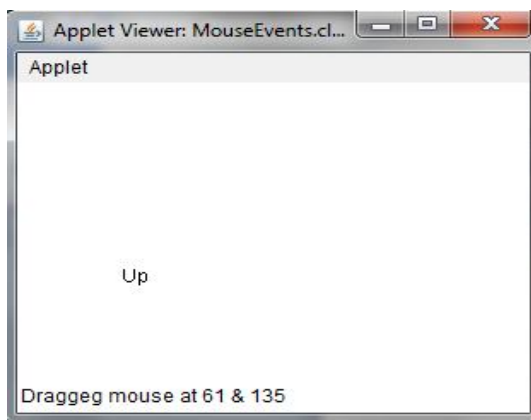 Applet Viewer: MouseEvents.cl...
Applet
Up
Draggeg mouse at 61 & 135